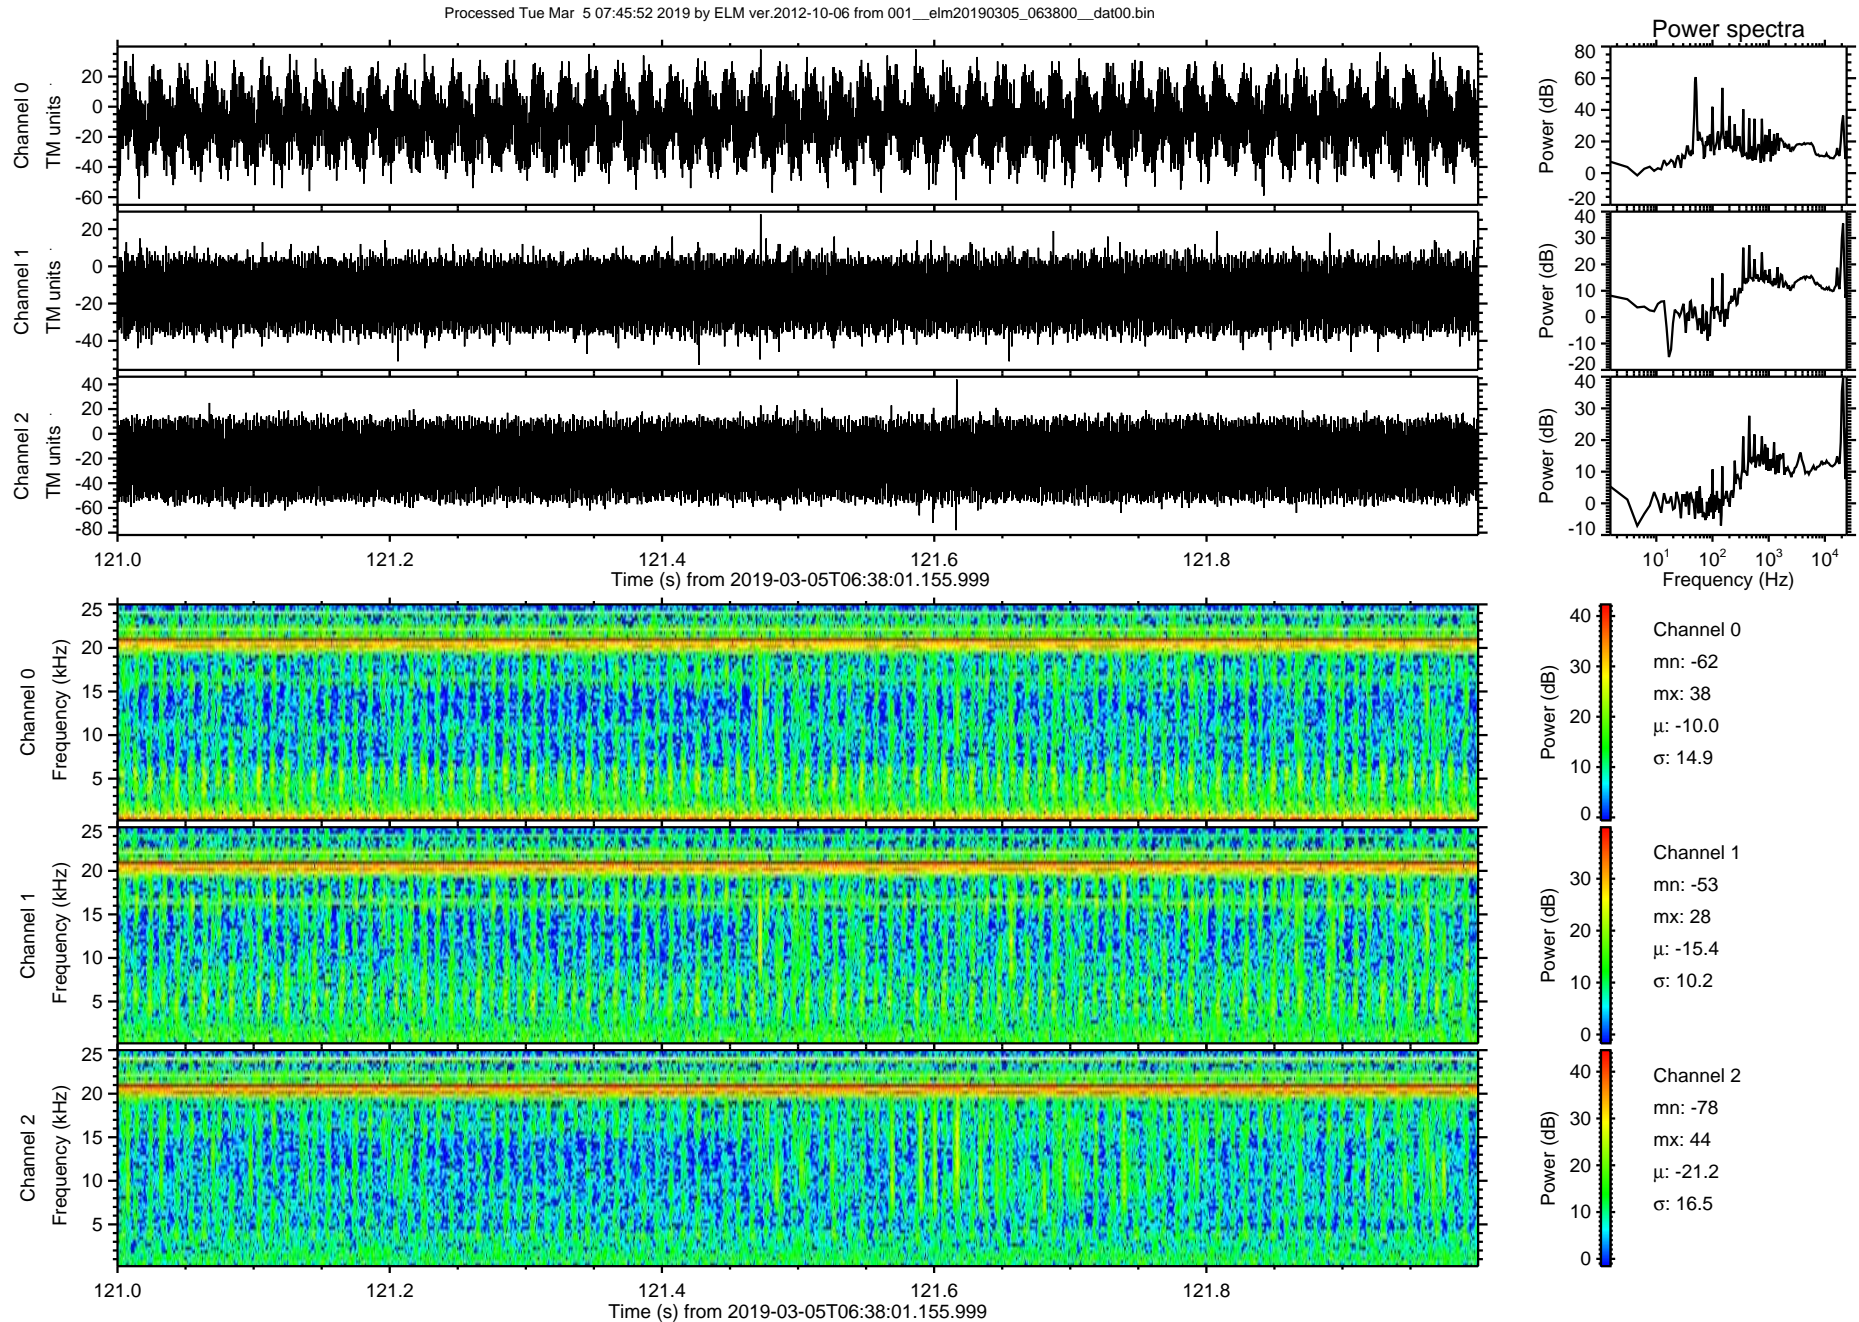 Processed Tue Mar  5 07:45:52 2019 by ELM ver.2012-10-06 from 001__elm20190305_063800__dat00.bin
Power spectra
Channel 0
TM units
20
0
-20
-40
-60
Power (dB)
80
60
40
20
0
-20
Channel 1
TM units
20
0
-20
-40
Power (dB)
40
30
20
10
0
-10
-20
Channel 2
TM units
40
20
0
-20
-40
-60
-80
Power (dB)
40
30
20
10
0
-10
121.0 121.2 121.4 121.6 121.8
Time (s) from 2019-03-05T06:38:01.155.999
10¹ 10² 10³ 10⁴
Frequency (Hz)
Channel 0
Frequency (kHz)
25
20
15
10
5
Power (dB)
40
30
20
10
0
Channel 0
mn: -62
mx: 38
μ: -10.0
σ: 14.9
Channel 1
Frequency (kHz)
25
20
15
10
5
Power (dB)
30
20
10
0
Channel 1
mn: -53
mx: 28
μ: -15.4
σ: 10.2
Channel 2
Frequency (kHz)
25
20
15
10
5
Power (dB)
40
30
20
10
0
Channel 2
mn: -78
mx: 44
μ: -21.2
σ: 16.5
121.0 121.2 121.4 121.6 121.8
Time (s) from 2019-03-05T06:38:01.155.999